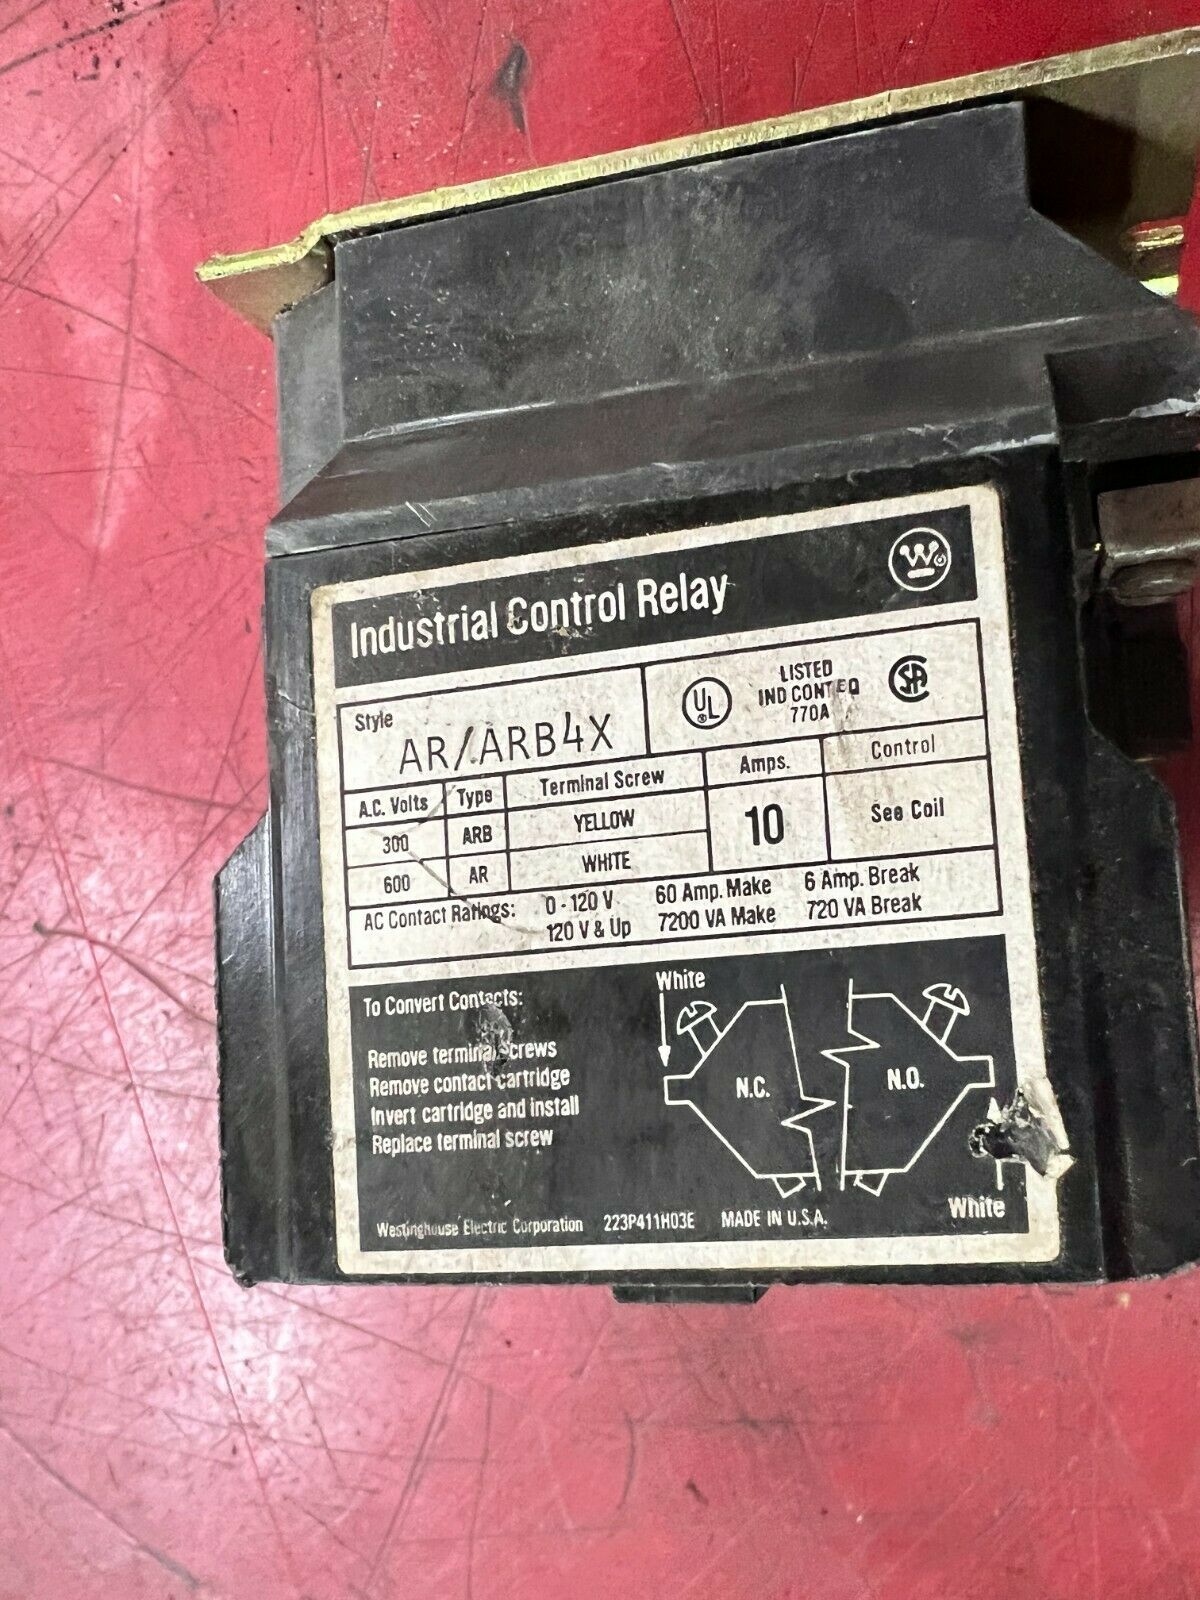 Industrial Control Relay
W
Style
AR/ARB4X
UL
LISTED
IND CONT EQ
770A
SA
A.C. Volts Type Terminal Screw Amps. Control
300 ARB YELLOW 10 See Coil
600 AR WHITE
AC Contact Ratings: 0 - 120 V 60 Amp. Make 6 Amp. Break
120 V & Up 7200 VA Make 720 VA Break
To Convert Contacts:
Remove terminal screws
Remove contact cartridge
Invert cartridge and install
Replace terminal screw
White
N.C.
N.O.
White
Westinghouse Electric Corporation 223P411H03E MADE IN U.S.A.